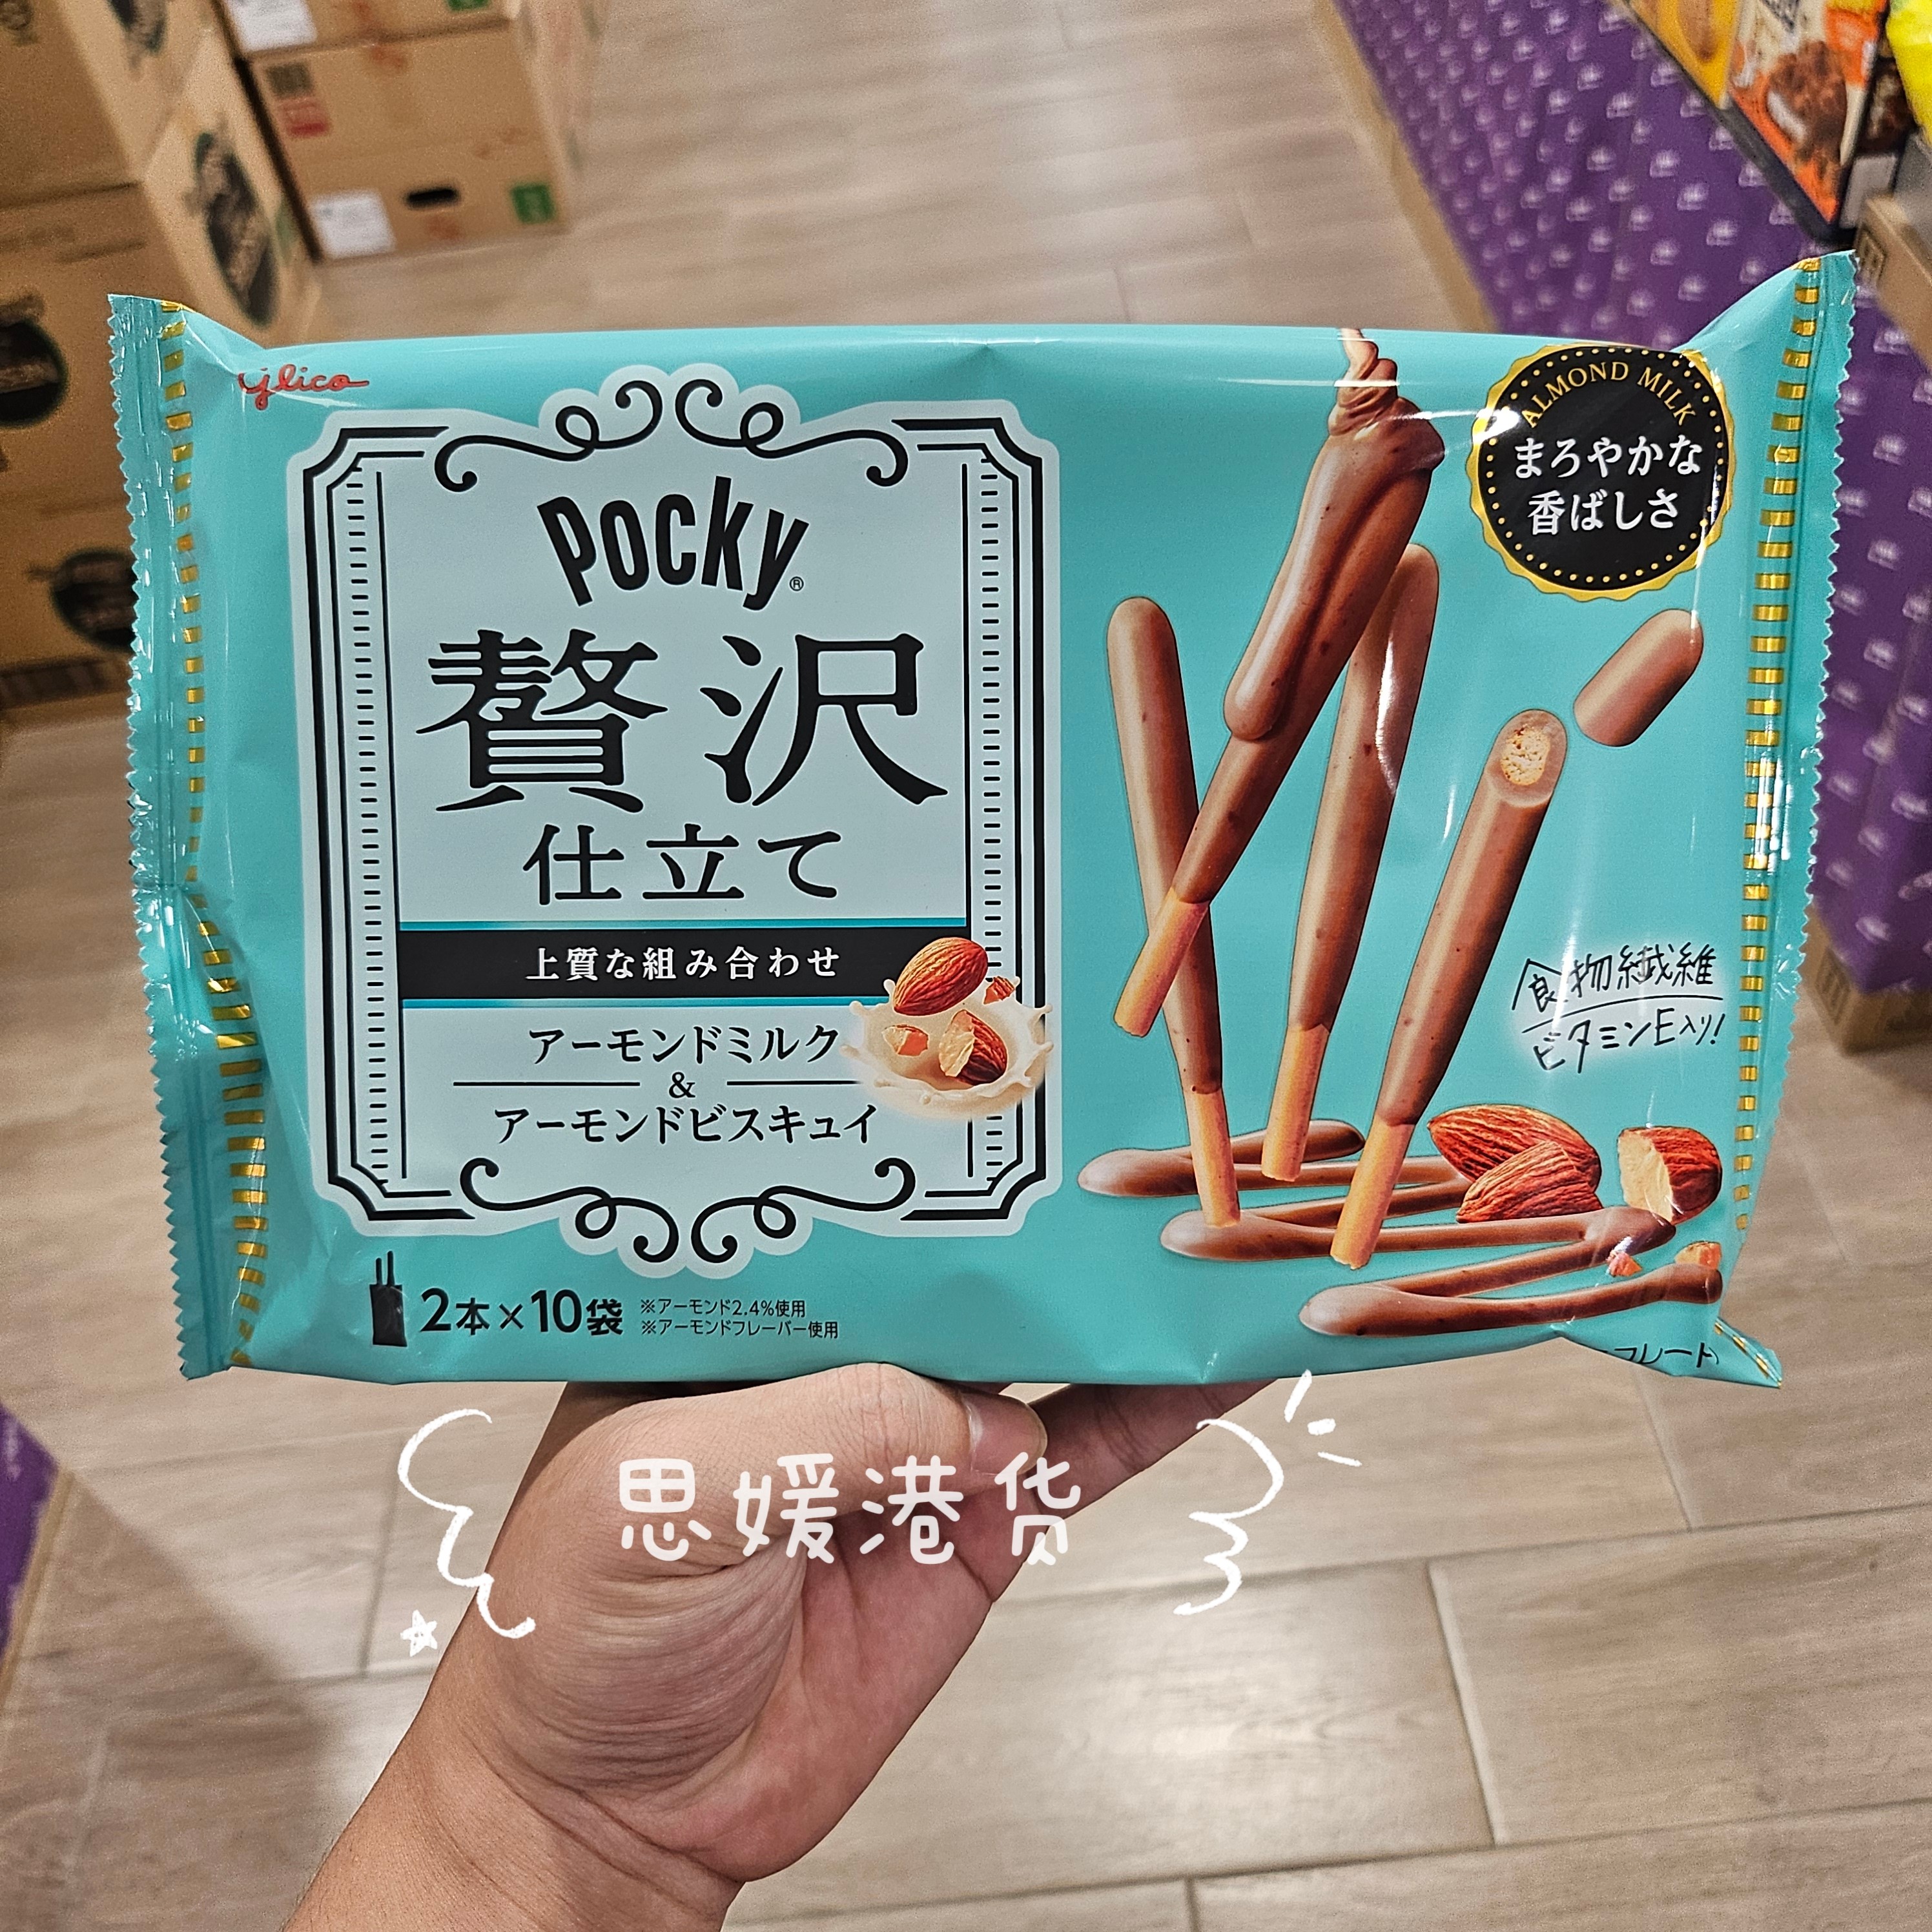 glico
ALMOND MILK
まろやかな
香ばしさ
Pocky®
贅沢
仕立て
上質な組み合わせ
アーモンドミルク
&
アーモンドビスキュイ
食物繊維
ビタミンE入り!
2本×10袋
※アーモンド2.4%使用
※アーモンドフレーバー使用
思媛港货